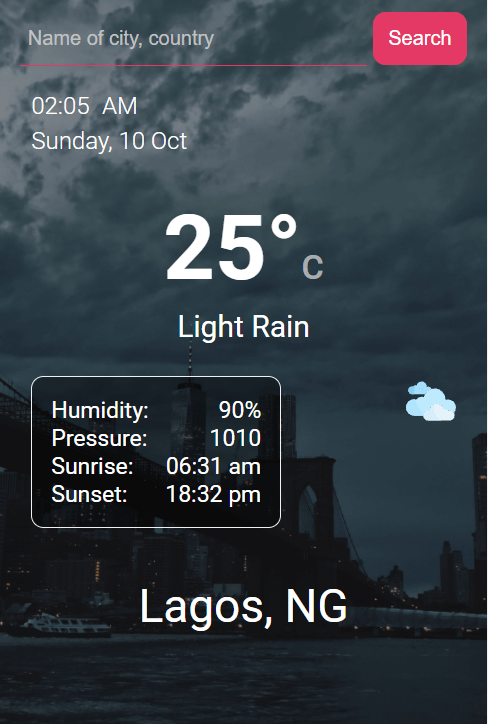 Name of city, country Search
02:05 AM
Sunday, 10 Oct
25° C
Light Rain
Humidity: 90%
Pressure: 1010
Sunrise: 06:31 am
Sunset: 18:32 pm
Lagos, NG